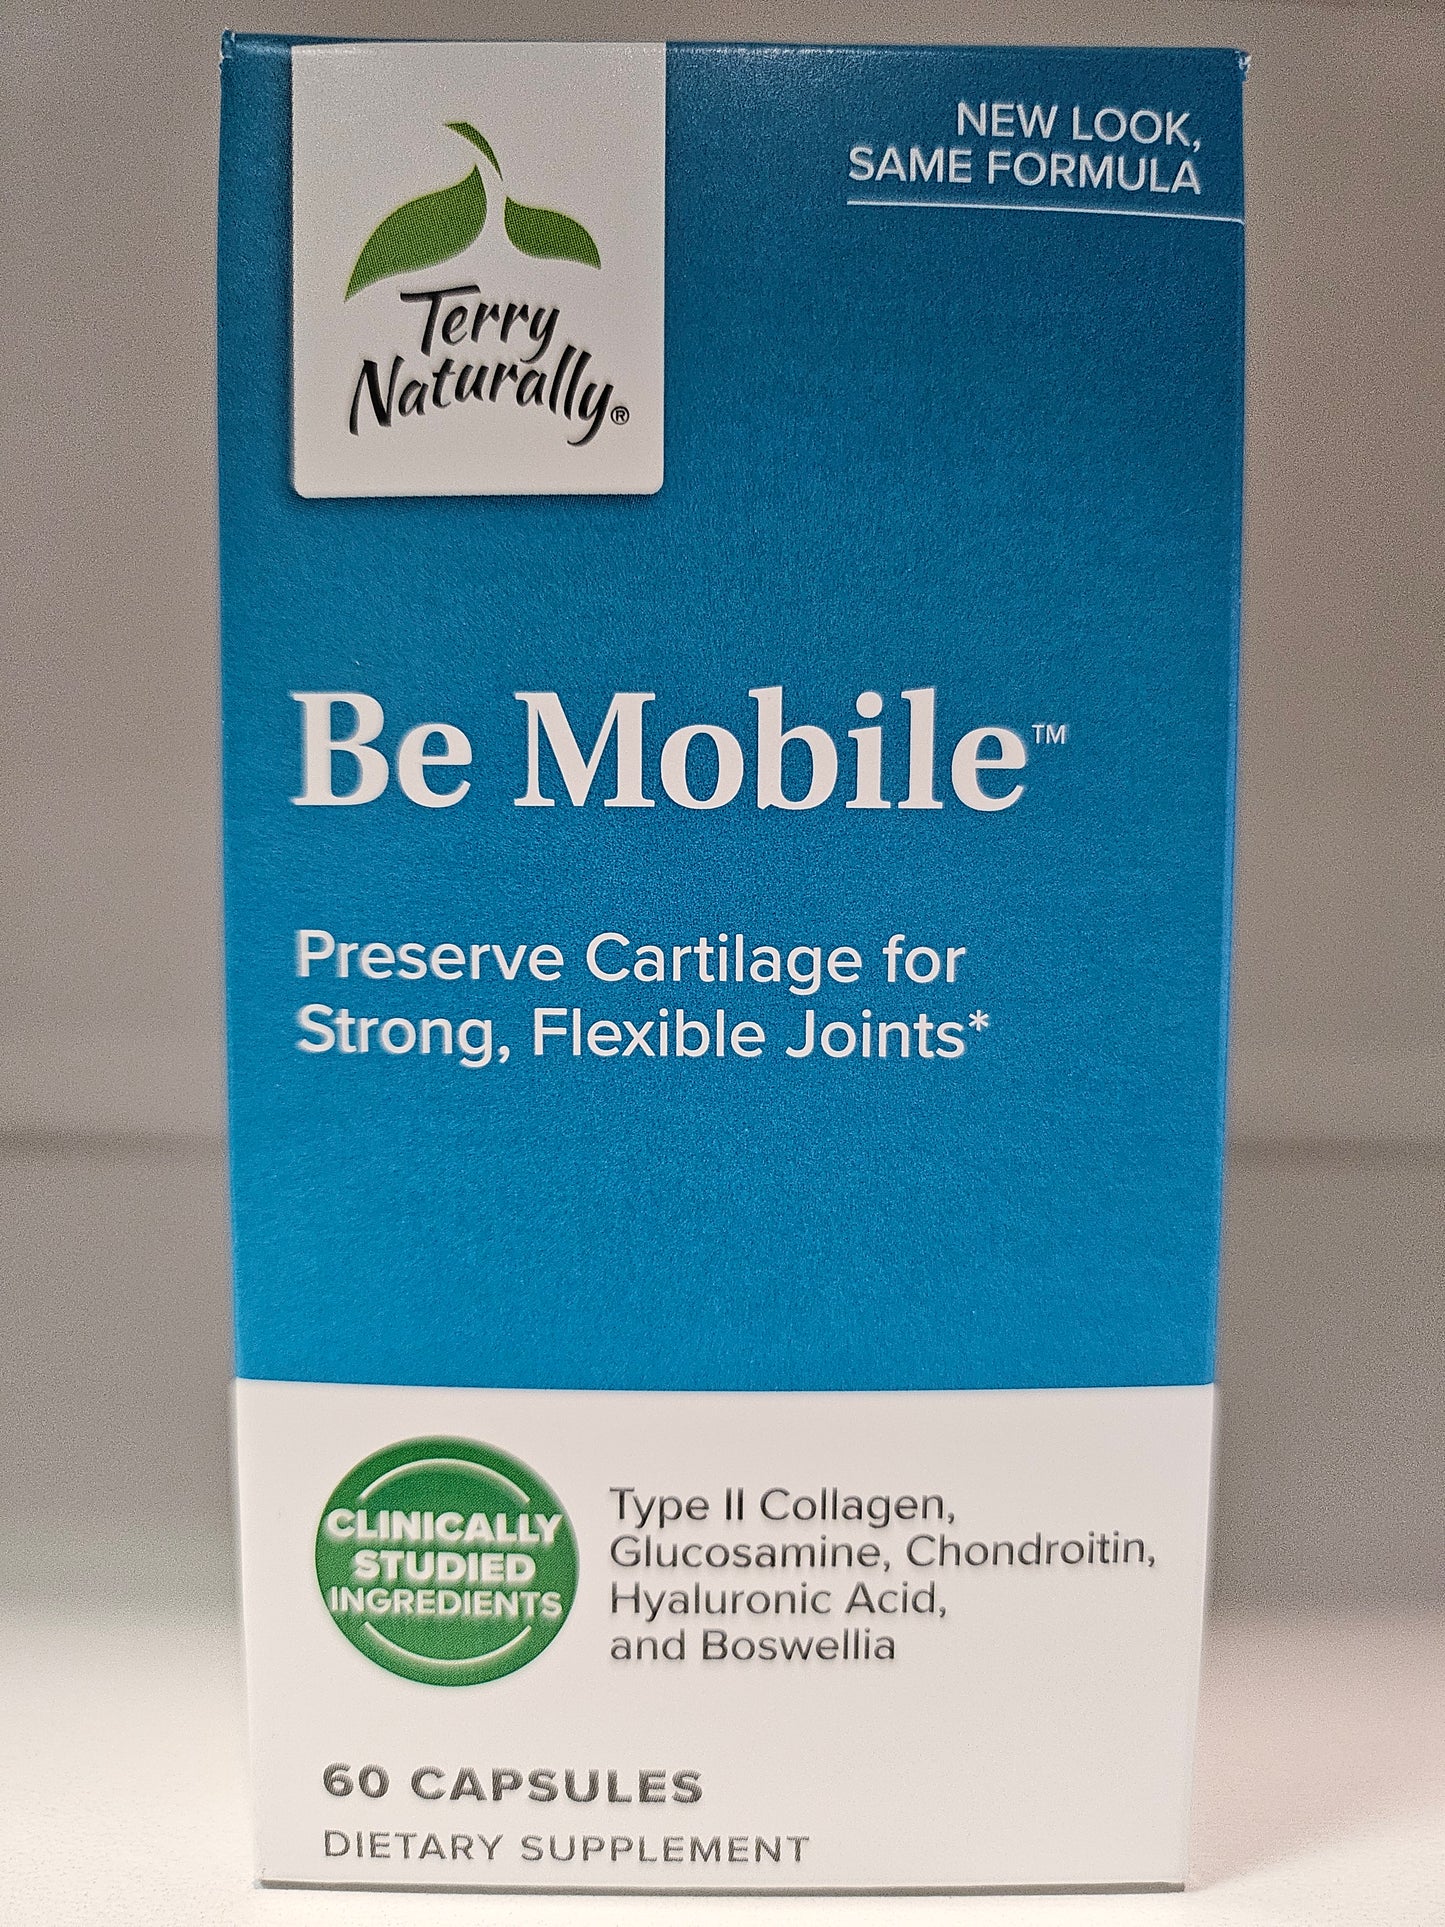 Terry
Naturally®
NEW LOOK,
SAME FORMULA
Be Mobile™
Preserve Cartilage for
Strong, Flexible Joints*
CLINICALLY
STUDIED
INGREDIENTS
Type II Collagen,
Glucosamine, Chondroitin,
Hyaluronic Acid,
and Boswellia
60 CAPSULES
DIETARY SUPPLEMENT